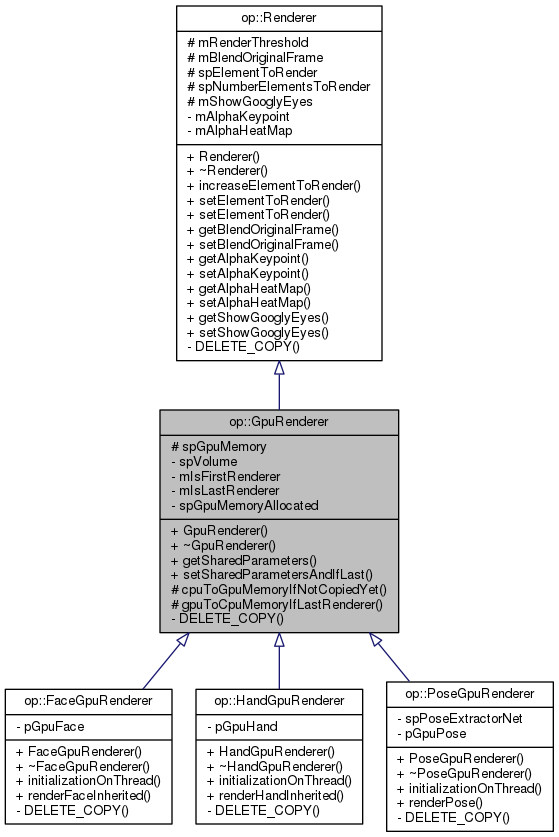 op::Renderer
# mRenderThreshold
# mBlendOriginalFrame
# spElementToRender
# spNumberElementsToRender
# mShowGooglyEyes
- mAlphaKeypoint
- mAlphaHeatMap
+ Renderer()
+ ~Renderer()
+ increaseElementToRender()
+ setElementToRender()
+ setElementToRender()
+ getBlendOriginalFrame()
+ setBlendOriginalFrame()
+ getAlphaKeypoint()
+ setAlphaKeypoint()
+ getAlphaHeatMap()
+ setAlphaHeatMap()
+ getShowGooglyEyes()
+ setShowGooglyEyes()
- DELETE_COPY()
op::GpuRenderer
# spGpuMemory
- spVolume
- mIsFirstRenderer
- mIsLastRenderer
- spGpuMemoryAllocated
+ GpuRenderer()
+ ~GpuRenderer()
+ getSharedParameters()
+ setSharedParametersAndIfLast()
# cpuToGpuMemoryIfNotCopiedYet()
# gpuToCpuMemoryIfLastRenderer()
- DELETE_COPY()
op::FaceGpuRenderer
- pGpuFace
+ FaceGpuRenderer()
+ ~FaceGpuRenderer()
+ initializationOnThread()
+ renderFaceInherited()
- DELETE_COPY()
op::HandGpuRenderer
- pGpuHand
+ HandGpuRenderer()
+ ~HandGpuRenderer()
+ initializationOnThread()
+ renderHandInherited()
- DELETE_COPY()
op::PoseGpuRenderer
- spPoseExtractorNet
- pGpuPose
+ PoseGpuRenderer()
+ ~PoseGpuRenderer()
+ initializationOnThread()
+ renderPose()
- DELETE_COPY()